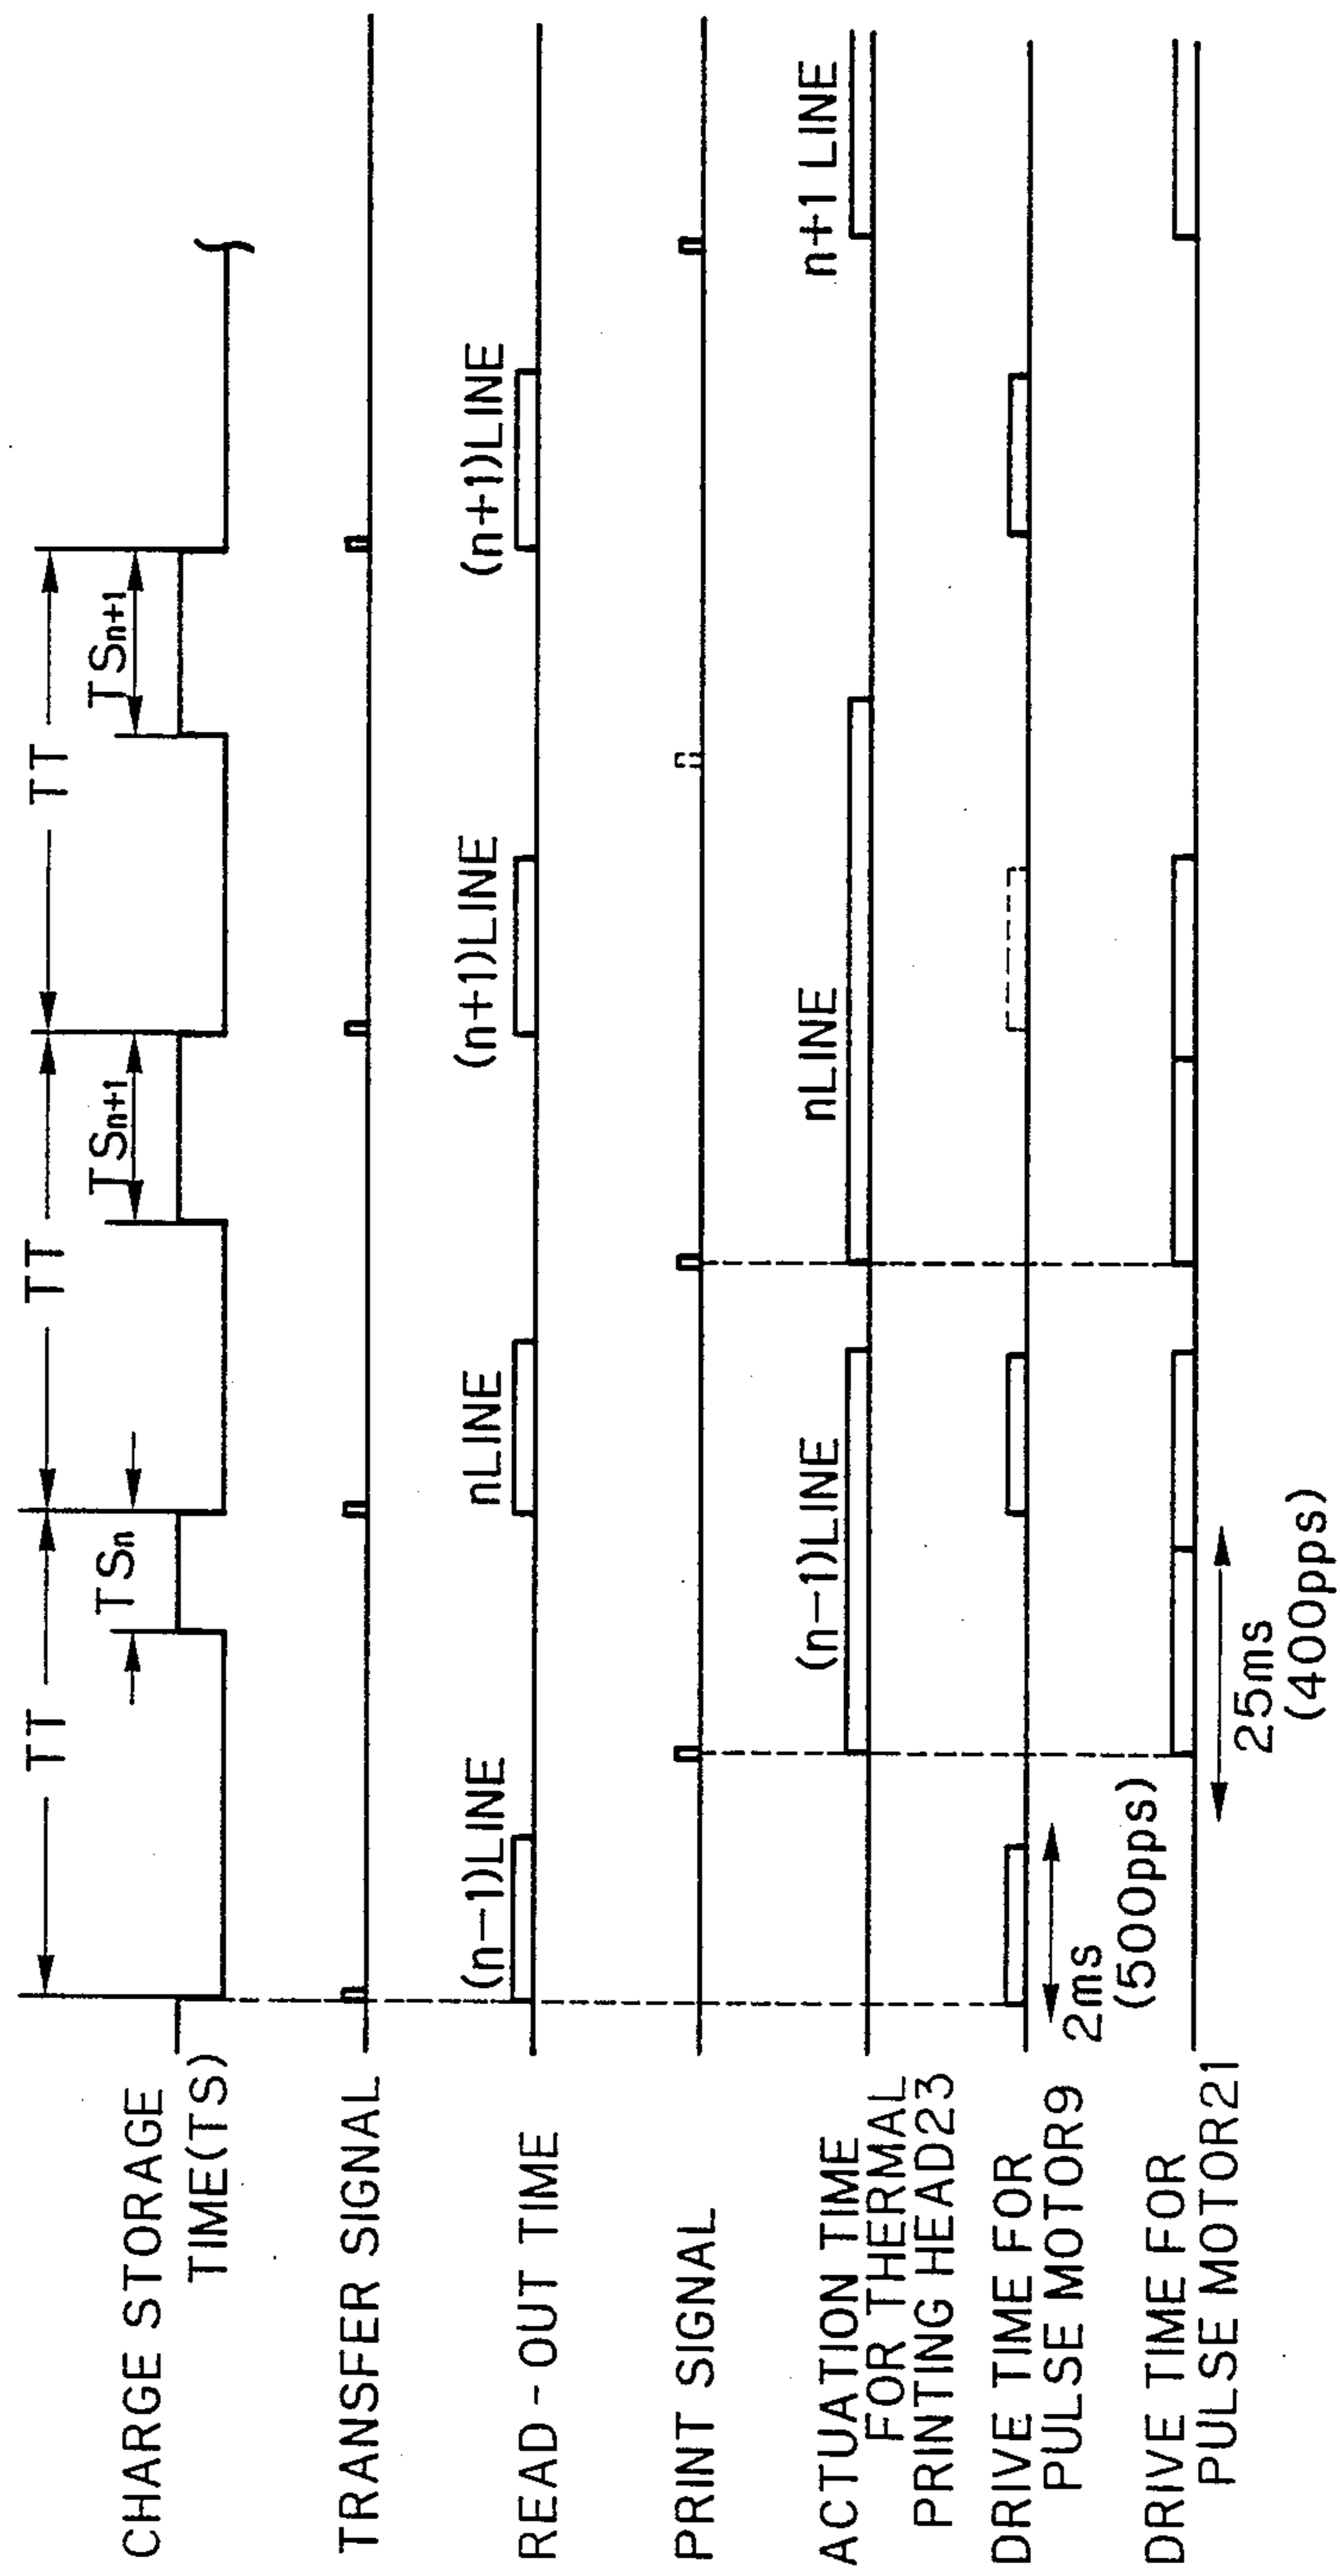 TT
TT
TT
TSn
TSn+1
TSn+1
CHARGE STORAGE
TIME(TS)
TRANSFER SIGNAL
READ-OUT TIME
(n-1)LINE
nLINE
(n+1)LINE
(n+1)LINE
PRINT SIGNAL
ACTUATION TIME
FOR THERMAL
PRINTING HEAD23
(n-1)LINE
nLINE
n+1 LINE
DRIVE TIME FOR
PULSE MOTOR9
2ms
(500pps)
DRIVE TIME FOR
PULSE MOTOR21
25ms
(400pps)